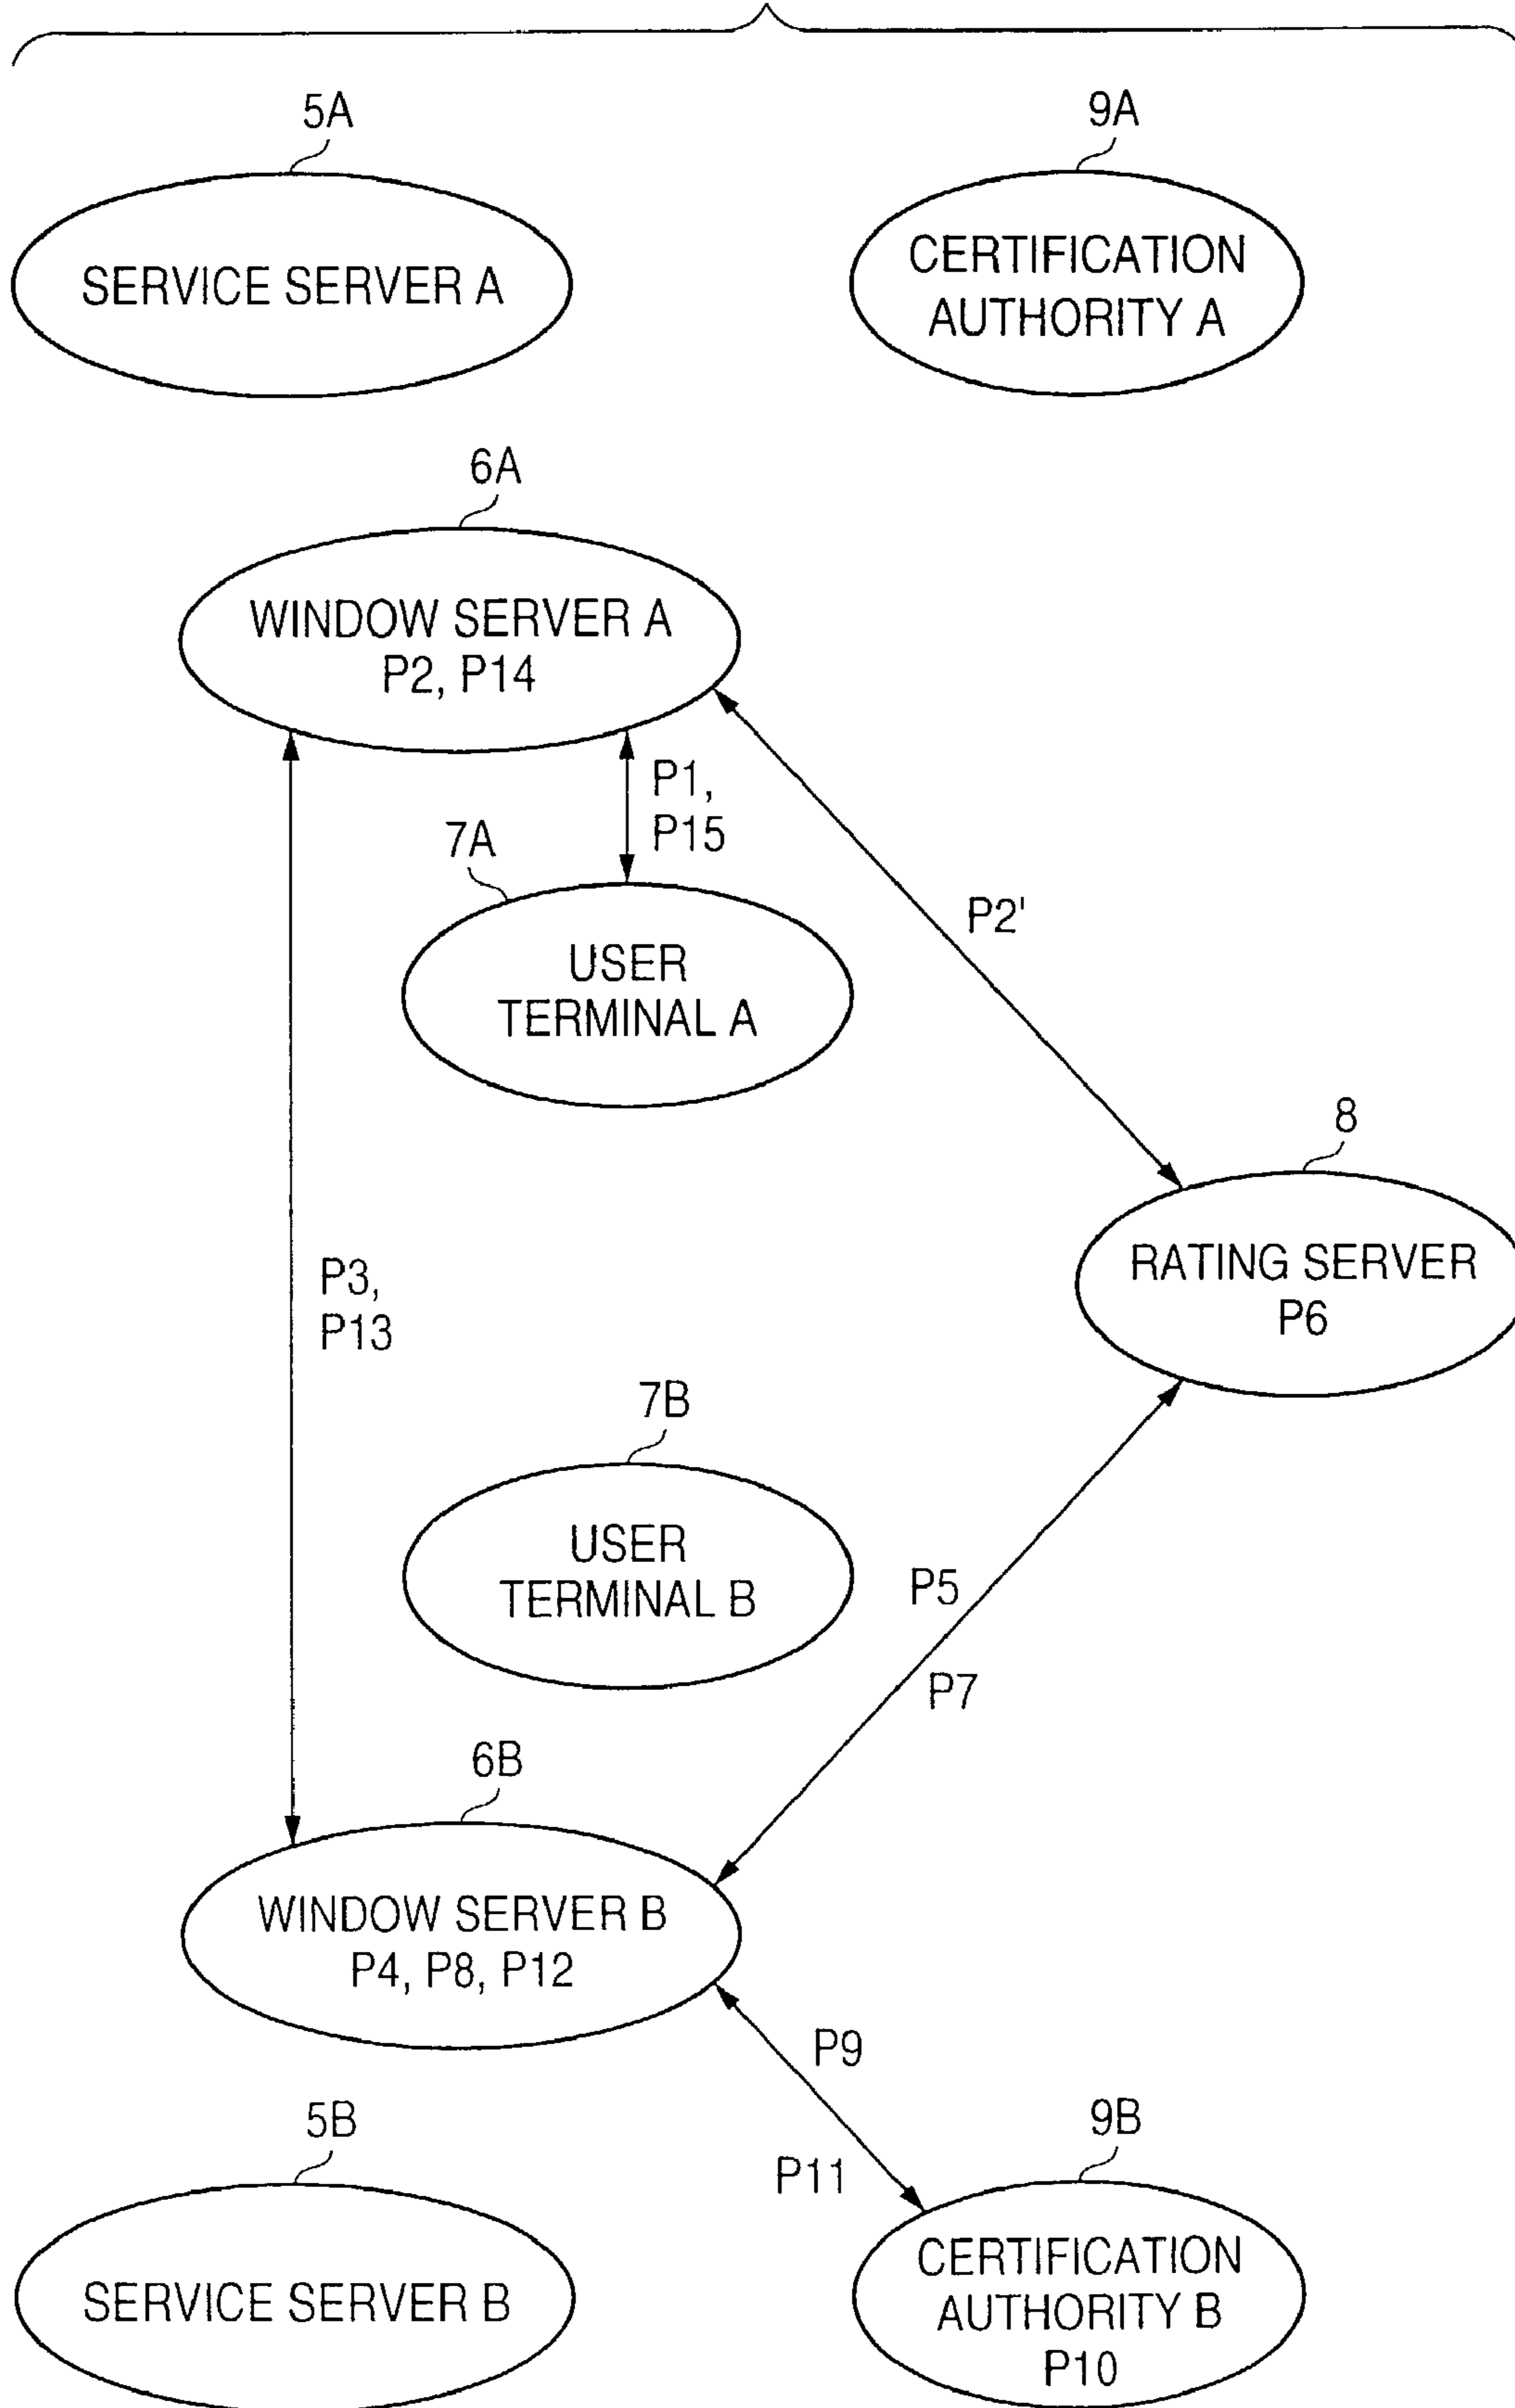 5A
9A
SERVICE SERVER A
CERTIFICATION
AUTHORITY A
6A
WINDOW SERVER A
P2, P14
P1,
P15
7A
P2'
USER
TERMINAL A
8
RATING SERVER
P6
P3,
P13
7B
USER
TERMINAL B
P5
P7
6B
WINDOW SERVER B
P4, P8, P12
P9
5B
9B
P11
SERVICE SERVER B
CERTIFICATION
AUTHORITY B
P10